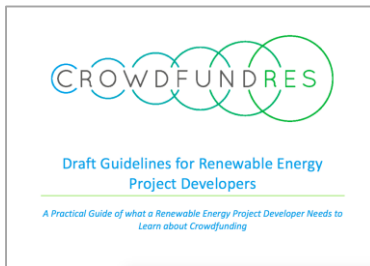 CROWDFUNDRES
Draft Guidelines for Renewable Energy
Project Developers
A Practical Guide of what a Renewable Energy Project Developer Needs to
Learn about Crowdfunding